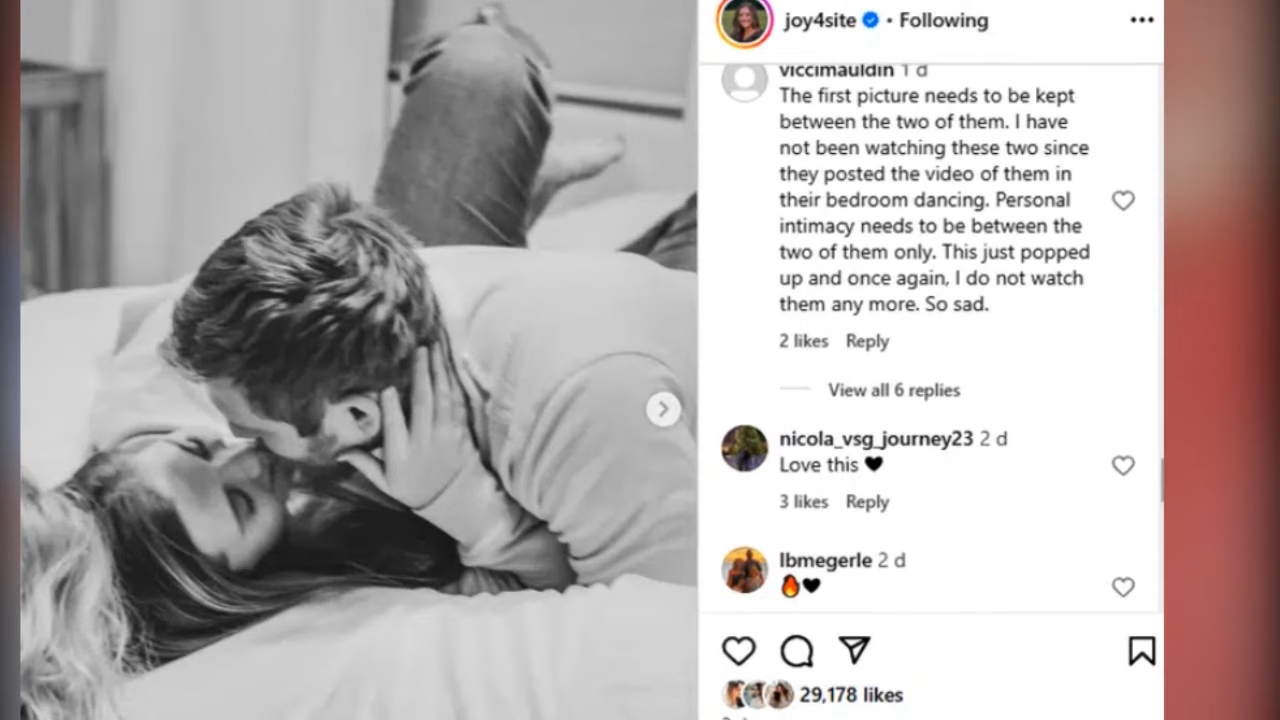 joy4site • Following
viccimauldin 1 d
The first picture needs to be kept
between the two of them. I have
not been watching these two since
they posted the video of them in
their bedroom dancing. Personal
intimacy needs to be between the
two of them only. This just popped
up and once again, I do not watch
them any more. So sad.
2 likes Reply
View all 6 replies
nicola_vsg_journey23 2 d
Love this 🖤
3 likes Reply
lbmegerle 2 d
🔥🖤
29,178 likes